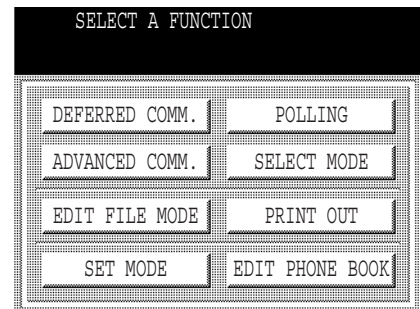 SELECT A FUNCTION
DEFERRED COMM. POLLING
ADVANCED COMM. SELECT MODE
EDIT FILE MODE PRINT OUT
SET MODE EDIT PHONE BOOK